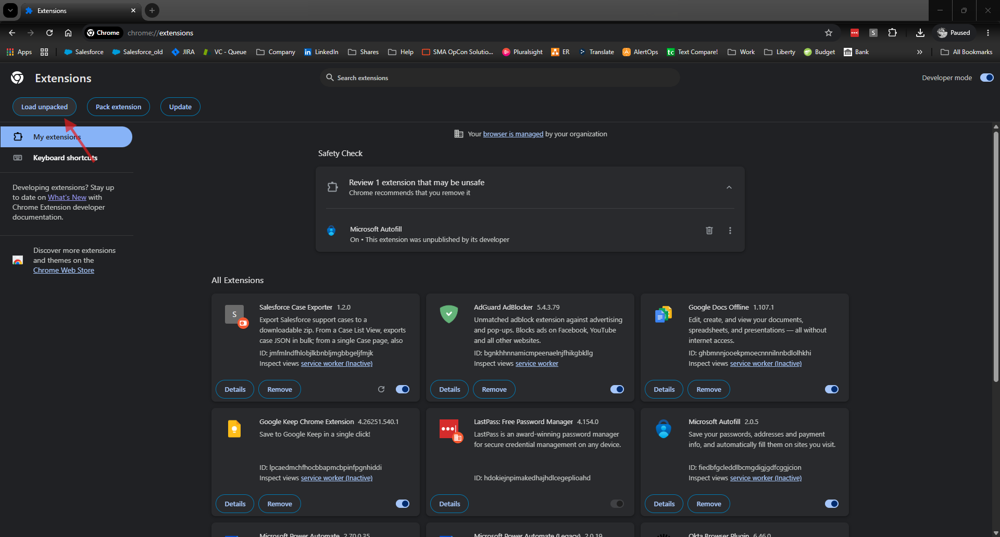 Extensions
Chrome
chrome://extensions
S
Paused
Apps
Salesforce
Salesforce_old
JIRA
VC - Queue
Company
in LinkedIn
Shares
Help
SMA OpCon Solutio...
Pluralsight
ER
Translate
AlertOps
tc Text Compare!
Work
Liberty
Budget
Bank
All Bookmarks
Extensions
Search extensions
Developer mode
Load unpacked
Pack extension
Update
My extensions
Keyboard shortcuts
Developing extensions? Stay up
to date on What's New with
Chrome Extension developer
documentation.
Discover more extensions
and themes on the
Chrome Web Store
Your browser is managed by your organization
Safety Check
Review 1 extension that may be unsafe
Chrome recommends that you remove it
Microsoft Autofill
On • This extension was unpublished by its developer
All Extensions
S
Salesforce Case Exporter 1.2.0
Export Salesforce support cases to a
downloadable zip. From a Case List View, exports
case JSON in bulk; from a single Case page, also
ID: jmfmlndfhlobjlkbnbljmgbbgeljfmjk
Inspect views service worker (Inactive)
Details
Remove
AdGuard AdBlocker 5.4.3.79
Unmatched adblock extension against advertising
and pop-ups. Blocks ads on Facebook, YouTube
and all other websites.
ID: bgnkhhnnamicmpeenaelnjfhikgbkllg
Inspect views service worker
Details
Remove
Google Docs Offline 1.107.1
Edit, create, and view your documents,
spreadsheets, and presentations — all without
internet access.
ID: ghbmnnjooekpmoecnnnilnnbdlolhkhi
Inspect views service worker (Inactive)
Details
Remove
Google Keep Chrome Extension 4.26251.540.1
Save to Google Keep in a single click!
ID: lpcaedmchfhocbbapmcbpinfpgnhiddi
Inspect views service worker (Inactive)
Details
Remove
LastPass: Free Password Manager 4.154.0
LastPass is an award-winning password manager
for secure credential management on any device.
ID: hdokiejnpimakedhajhdlcegeplioahd
Details
Microsoft Autofill 2.0.5
Save your passwords, addresses and payment
info, and automatically fill them on sites you visit.
ID: fiedbfgcleddlbcmgdigjgdfcggjcion
Inspect views service worker (Inactive)
Details
Remove
Microsoft Power Automate 2.70.0.35
Microsoft Power Automate (Legacy) 2.0.19
Okta Browser Plugin 6.46.0